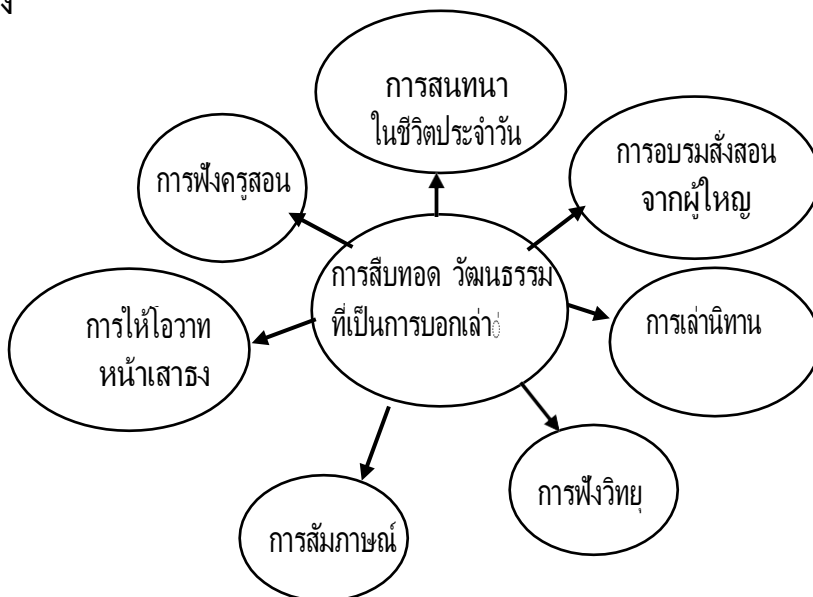 การสนทนา
ในชีวิตประจำวัน
การอบรมสั่งสอน
จากผู้ใหญ่
การฟังครูสอน
การสืบทอด วัฒนธรรม
ที่เป็นการบอกเล่า
การให้โอวาท
หน้าเสาธง
การเล่านิทาน
การฟังวิทยุ
การสัมภาษณ์